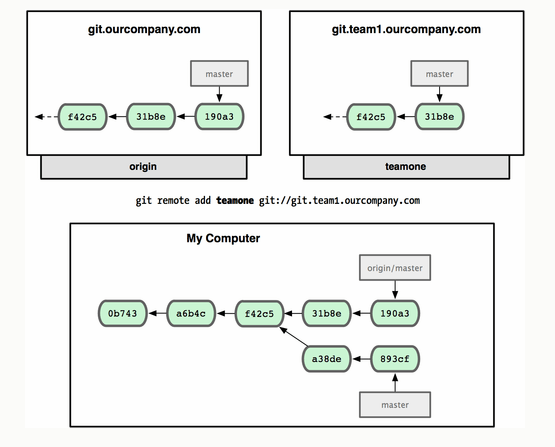 git.ourcompany.com
master
f42c5
31b8e
190a3
origin
git.team1.ourcompany.com
master
f42c5
31b8e
teamone
git remote add teamone git://git.team1.ourcompany.com
My Computer
origin/master
0b743
a6b4c
f42c5
31b8e
190a3
a38de
893cf
master